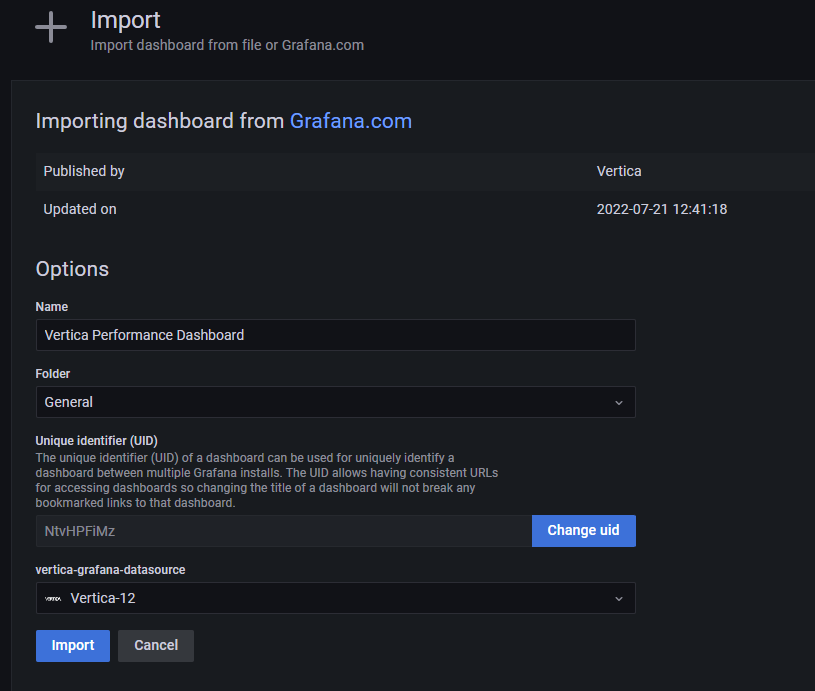 Import
Import dashboard from file or Grafana.com
Importing dashboard from Grafana.com
Published by Vertica
Updated on 2022-07-21 12:41:18
Options
Name
Vertica Performance Dashboard
Folder
General
Unique identifier (UID)
The unique identifier (UID) of a dashboard can be used for uniquely identify a
dashboard between multiple Grafana installs. The UID allows having consistent URLs
for accessing dashboards so changing the title of a dashboard will not break any
bookmarked links to that dashboard.
NtvHPFiMz Change uid
vertica-grafana-datasource
VERTICA Vertica-12
Import Cancel